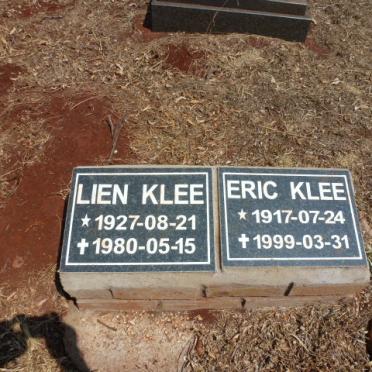 LIEN KLEE
★ 1927-08-21
✝ 1980-05-15
ERIC KLEE
★ 1917-07-24
✝ 1999-03-31